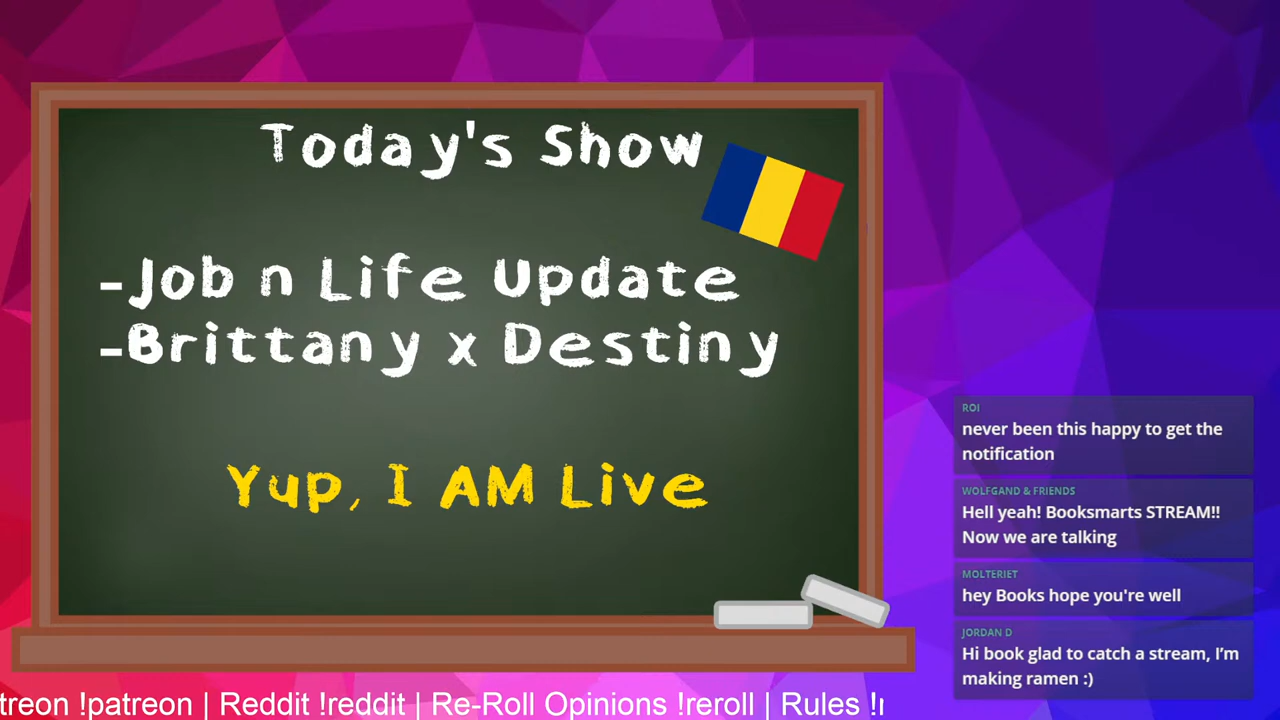 Today's Show
-Job n Life Update
-Brittany x Destiny
Yup, I AM Live
ROI
never been this happy to get the
notification
WOLFGAND & FRIENDS
Hell yeah! Booksmarts STREAM!!
Now we are talking
MOLTERIET
hey Books hope you're well
JORDAN D
Hi book glad to catch a stream, I’m
making ramen :)
treon !patreon | Reddit !reddit | Re-Roll Opinions !reroll | Rules !